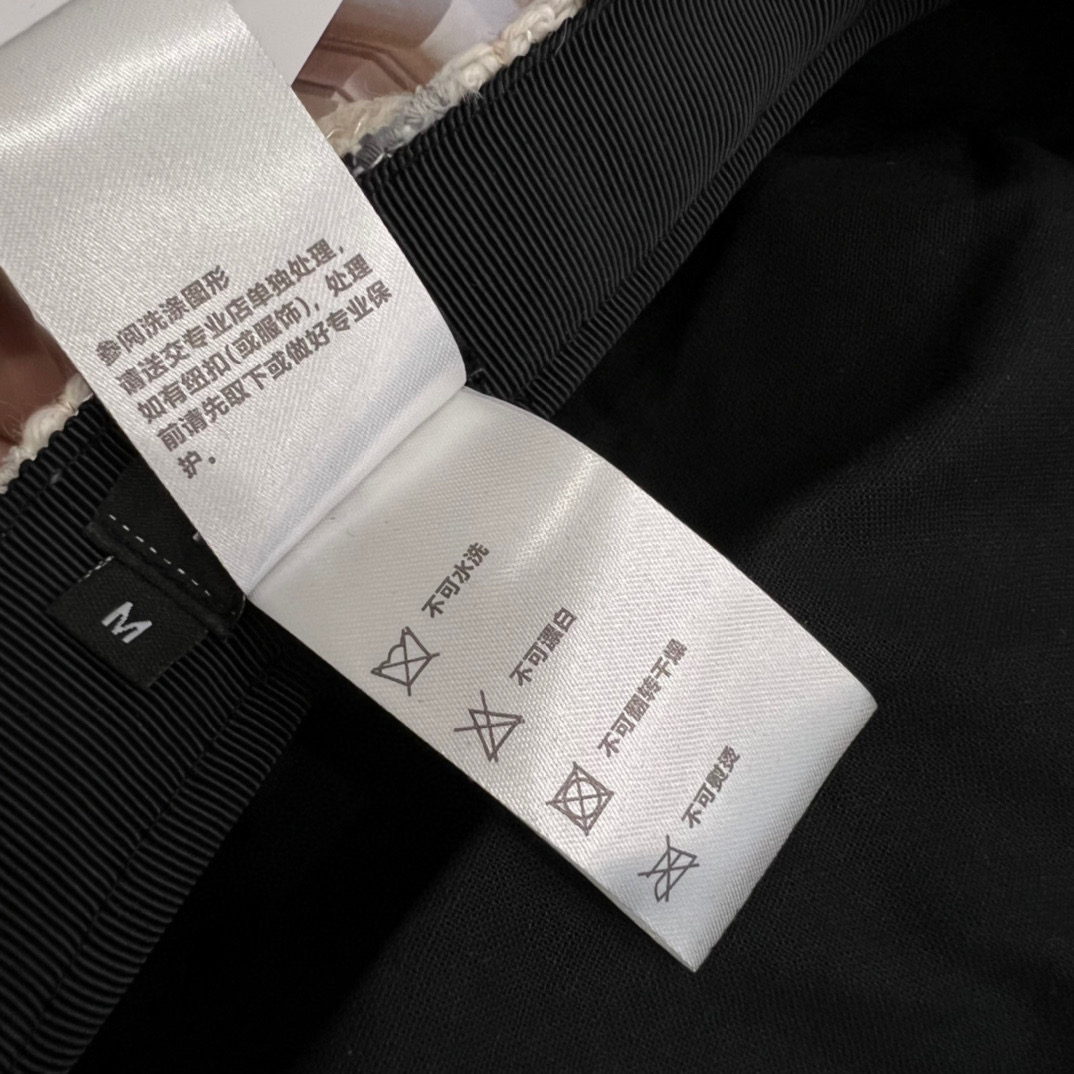 参阅洗涤图形
请送交专业店单独处理，
如有纽扣(或服饰)，处理
前请先取下或做好专业保
护。
不可水洗
不可漂白
不可翻转干燥
不可熨烫
M